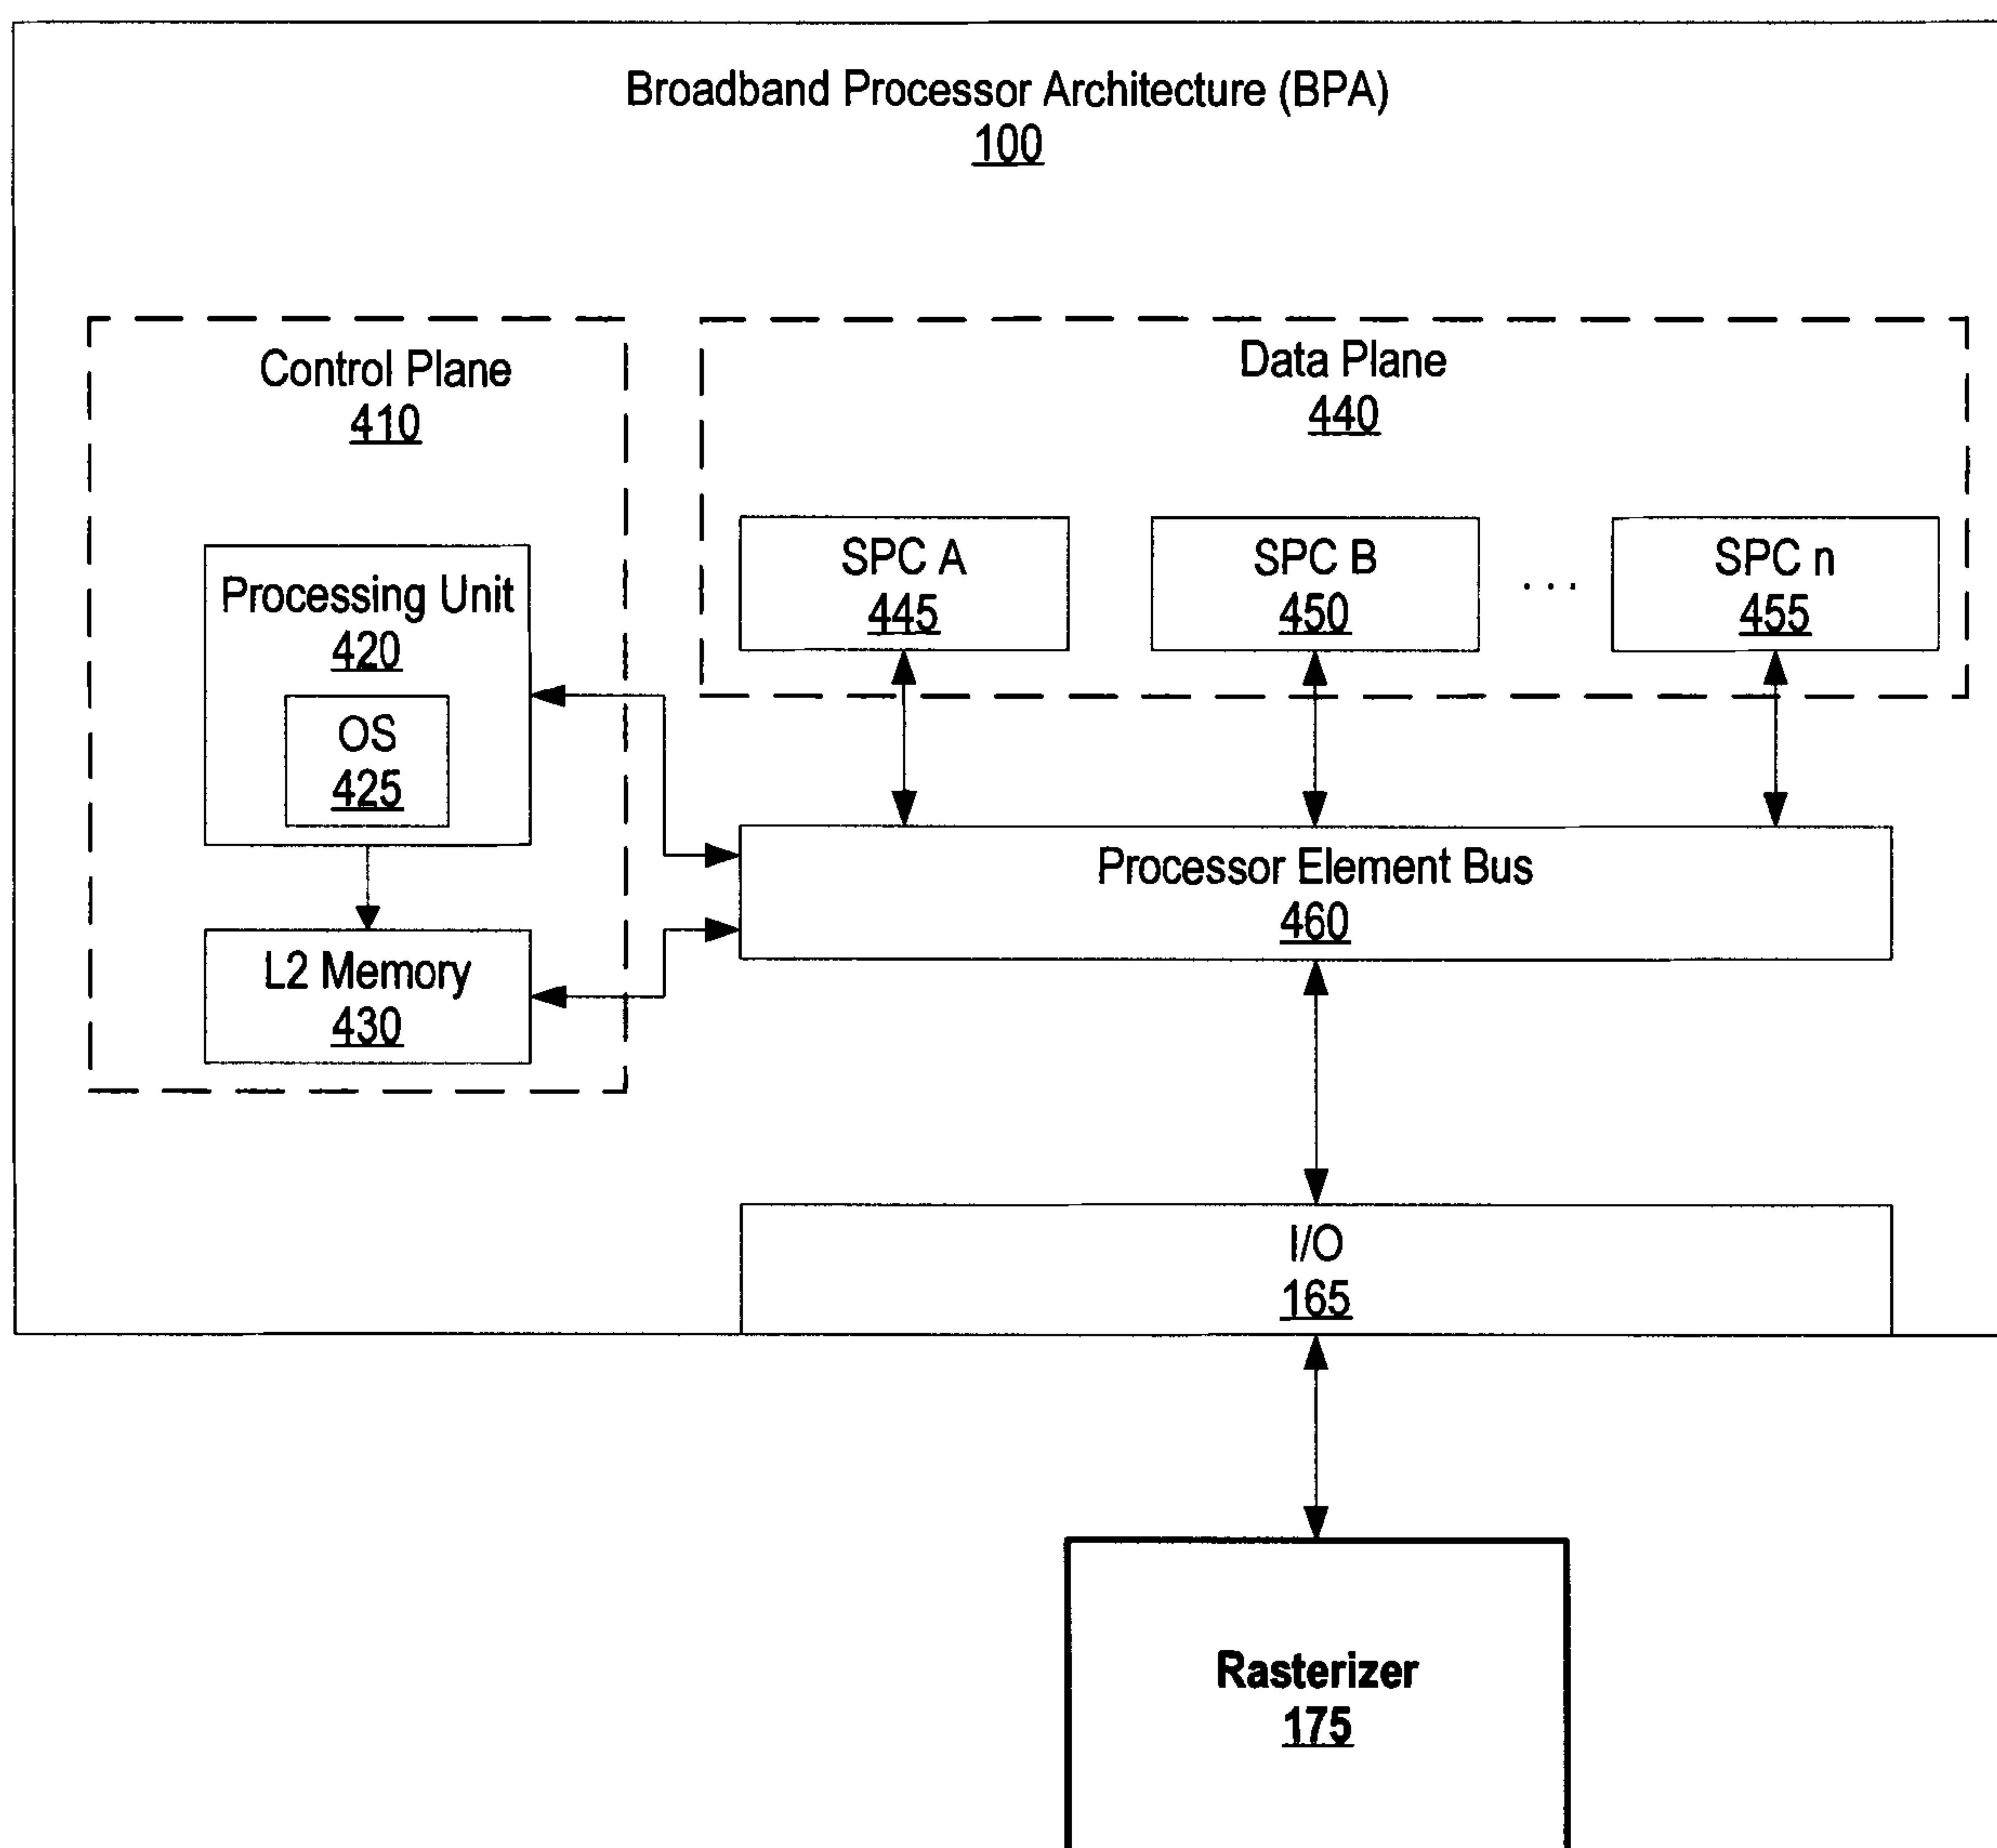 Broadband Processor Architecture (BPA)
100
Control Plane
410
Data Plane
440
Processing Unit
420
OS
425
L2 Memory
430
SPC A
445
SPC B
450
. . .
SPC n
455
Processor Element Bus
460
I/O
165
Rasterizer
175